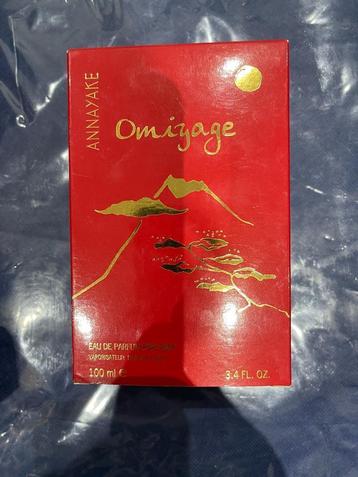 ANNAYAKE
Omiyage
EAU DE PARFUM
VAPORISATEUR
100 ml e
3.4 FL. OZ.